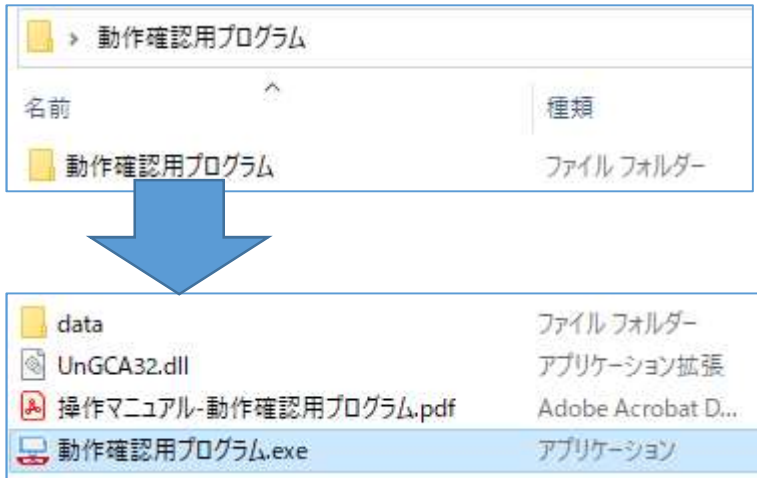 > 動作確認用プログラム
名前 種類
動作確認用プログラム ファイル フォルダー
data ファイル フォルダー
UnGCA32.dll アプリケーション拡張
操作マニュアル-動作確認用プログラム.pdf Adobe Acrobat D...
動作確認用プログラム.exe アプリケーション